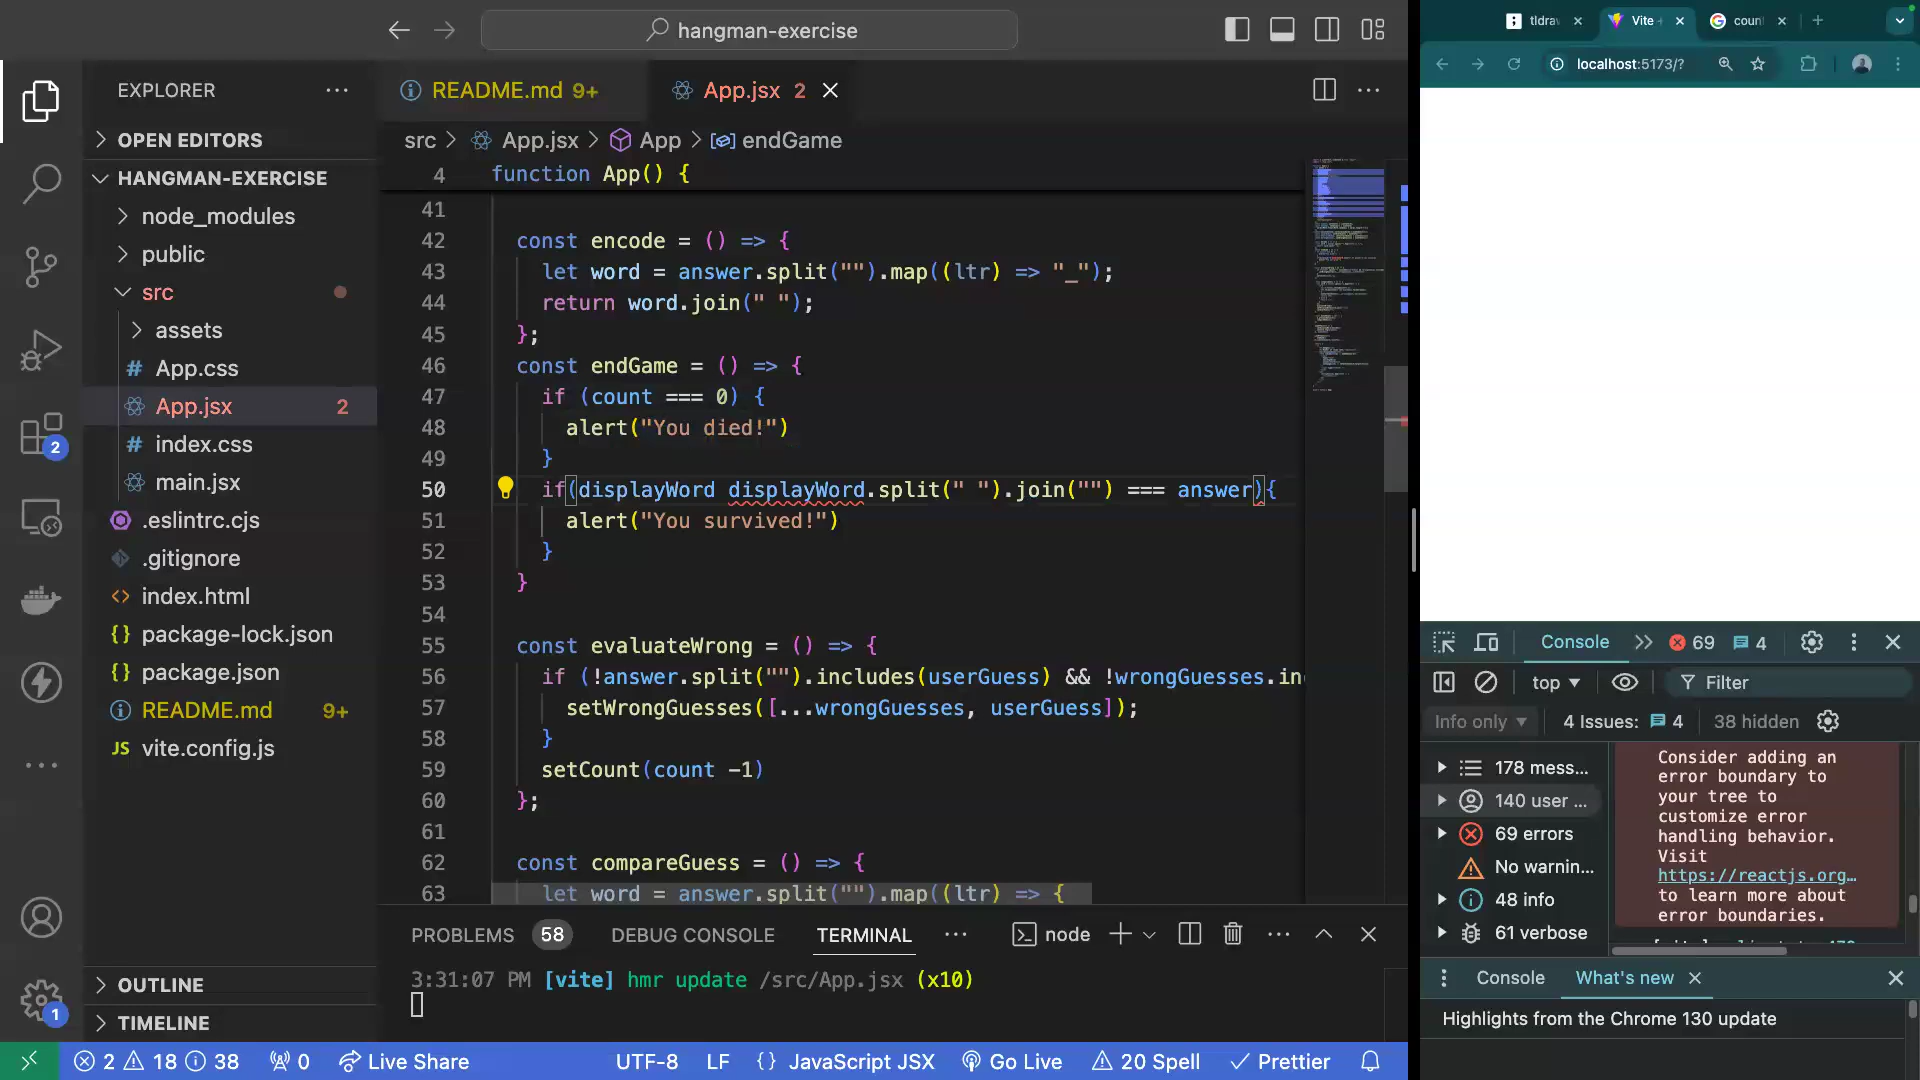 hangman-exercise
EXPLORER
OPEN EDITORS
HANGMAN-EXERCISE
node_modules
public
src
assets
# App.css
App.jsx 2
# index.css
main.jsx
.eslintrc.cjs
.gitignore
<> index.html
{} package-lock.json
{} package.json
README.md 9+
JS vite.config.js
OUTLINE
TIMELINE
2
1
README.md 9+
App.jsx 2
src > App.jsx > App > endGame
4 function App() {
41
42 const encode = () => {
43 let word = answer.split("").map((ltr) => "_");
44 return word.join(" ");
45 };
46 const endGame = () => {
47 if (count === 0) {
48 alert("You died!")
49 }
50 if(displayWord displayWord.split(" ").join("") === answer){
51 alert("You survived!")
52 }
53 }
54
55 const evaluateWrong = () => {
56 if (!answer.split("").includes(userGuess) && !wrongGuesses.in
57 setWrongGuesses([...wrongGuesses, userGuess]);
58 }
59 setCount(count -1)
60 };
61
62 const compareGuess = () => {
63 let word = answer.split("").map((ltr) => {
PROBLEMS 58 DEBUG CONSOLE TERMINAL node
3:31:07 PM [vite] hmr update /src/App.jsx (x10)
2 18 38 0 Live Share UTF-8 LF {} JavaScript JSX Go Live 20 Spell Prettier
tldra
Vite
coun
localhost:5173/?
Console 69 4
top Filter
Info only 4 Issues: 4 38 hidden
178 mess...
140 user ...
69 errors
No warnin...
48 info
61 verbose
Consider adding an
error boundary to
your tree to
customize error
handling behavior.
Visit
https://reactjs.org…
to learn more about
error boundaries.
Console What's new
Highlights from the Chrome 130 update